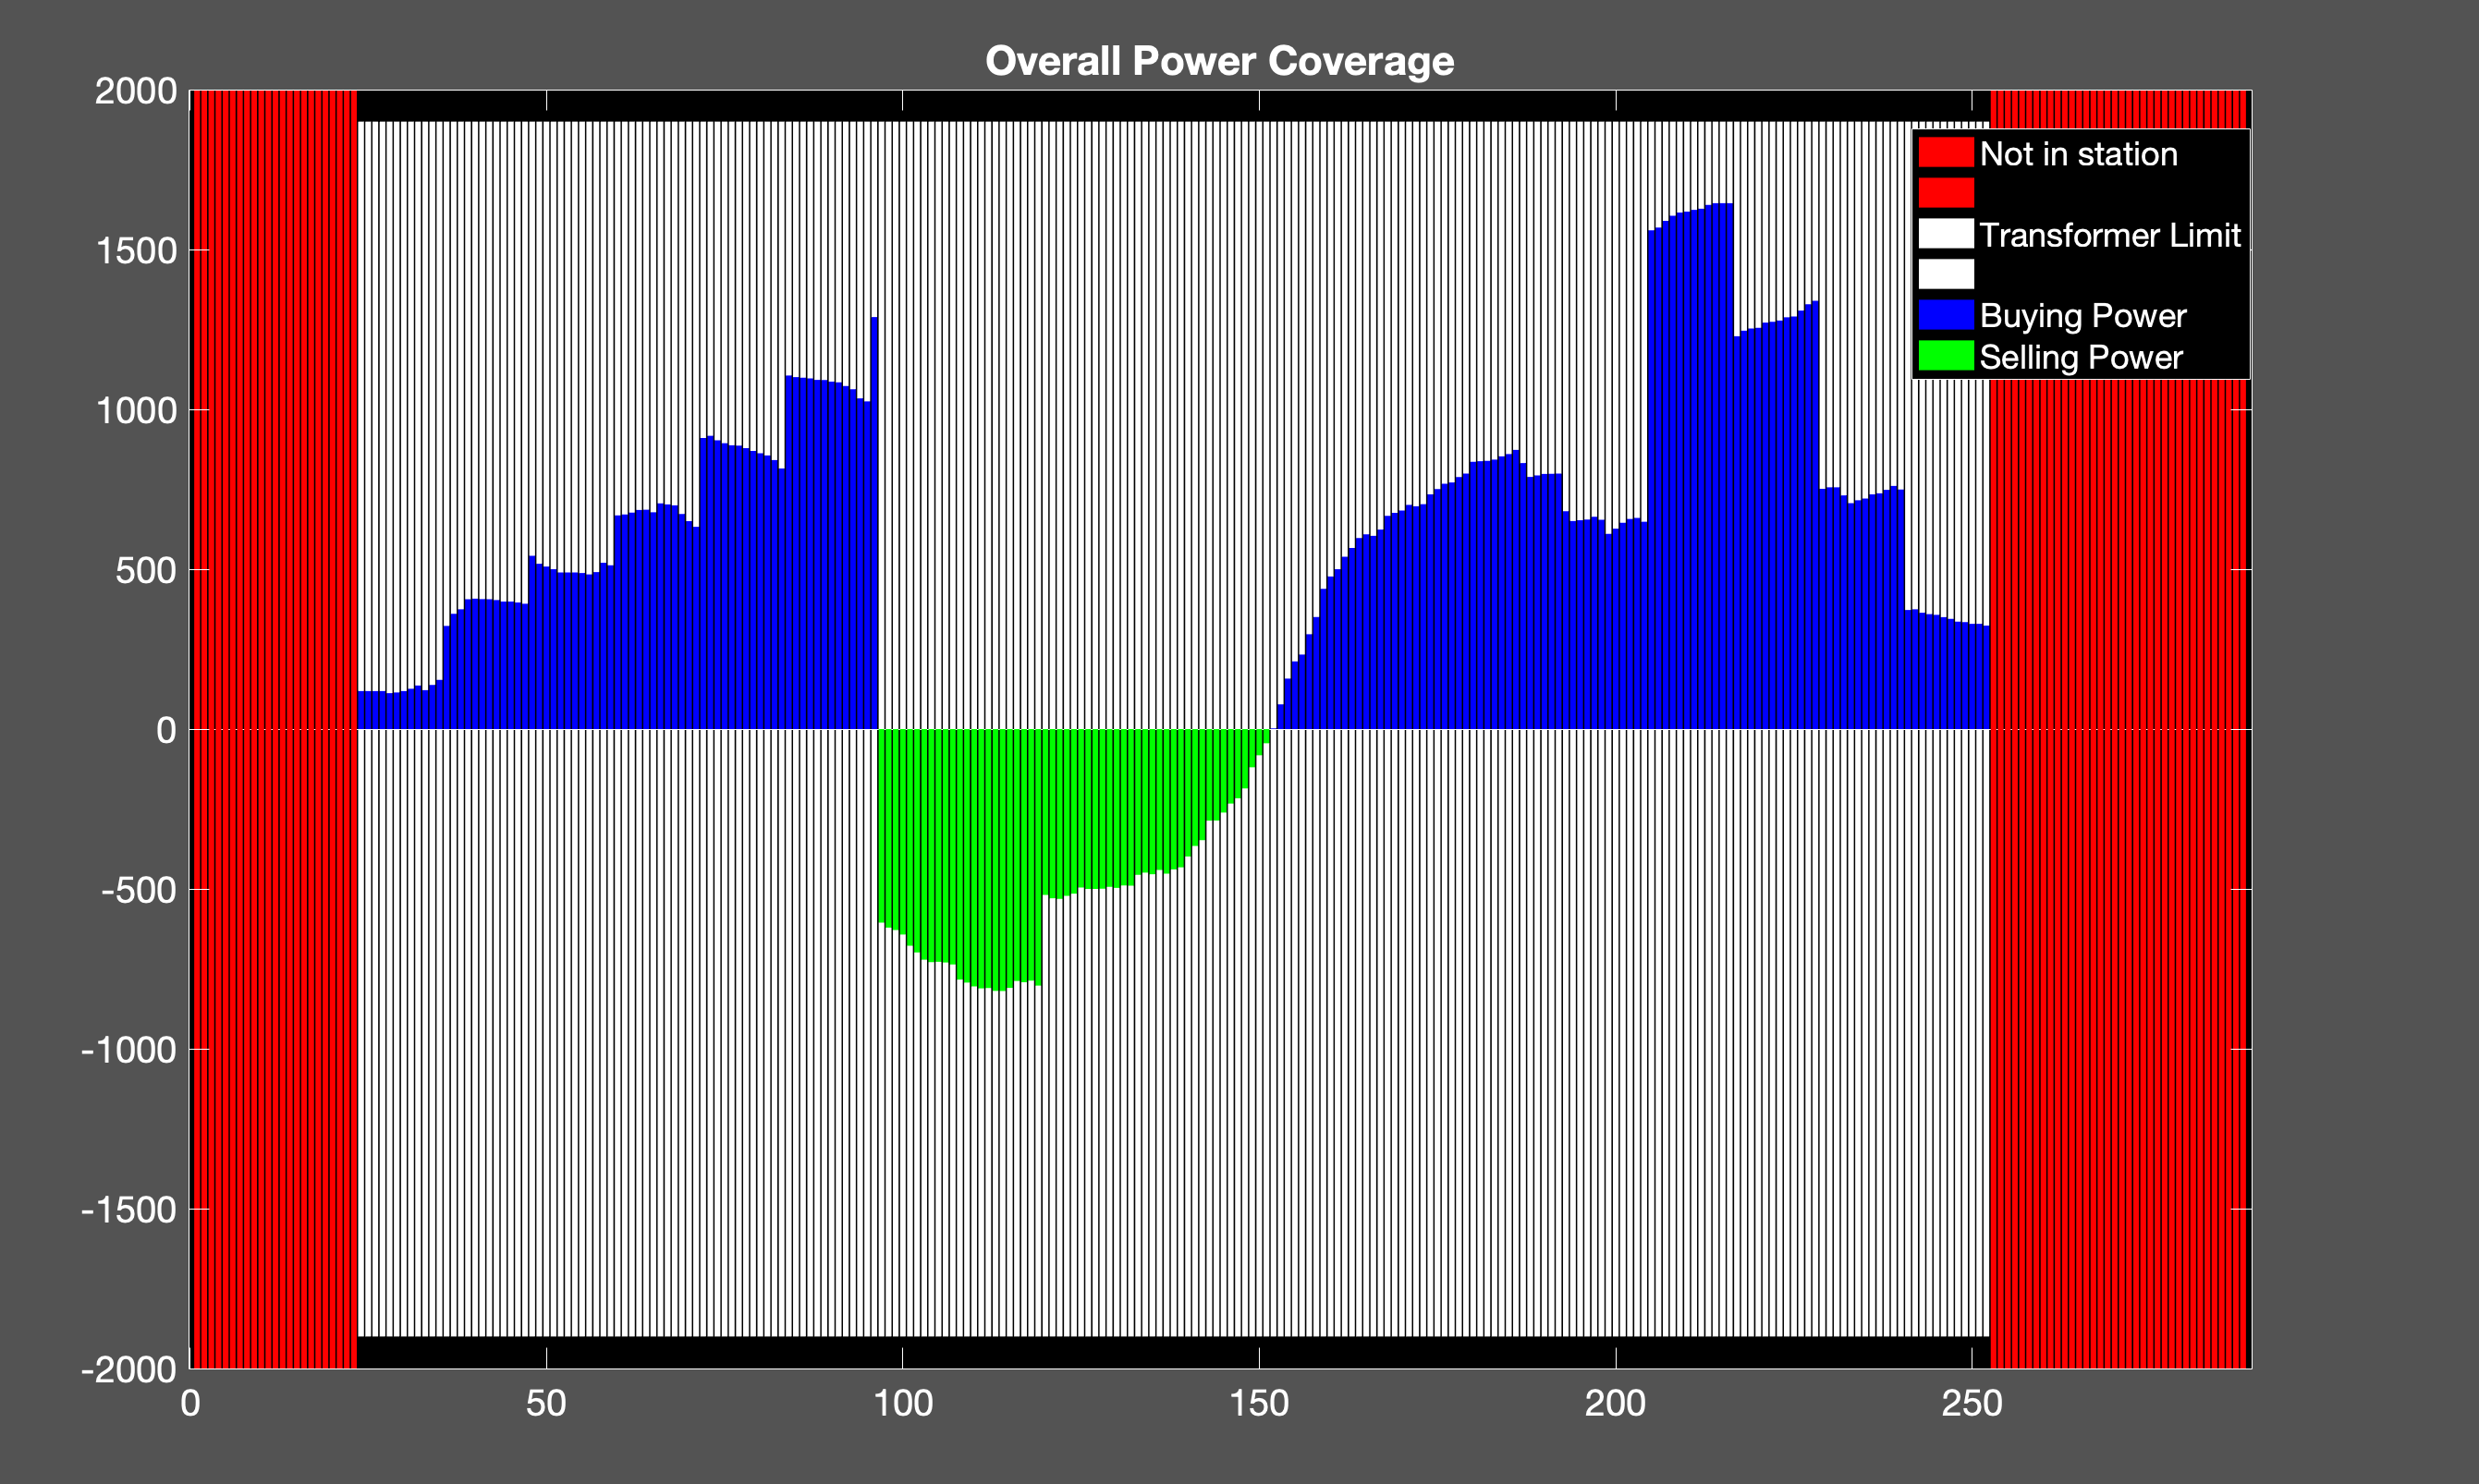 Overall Power Coverage
2000
1500
1000
500
0
-500
-1000
-1500
-2000
0 50 100 150 200 250
Not in station
Transformer Limit
Buying Power
Selling Power